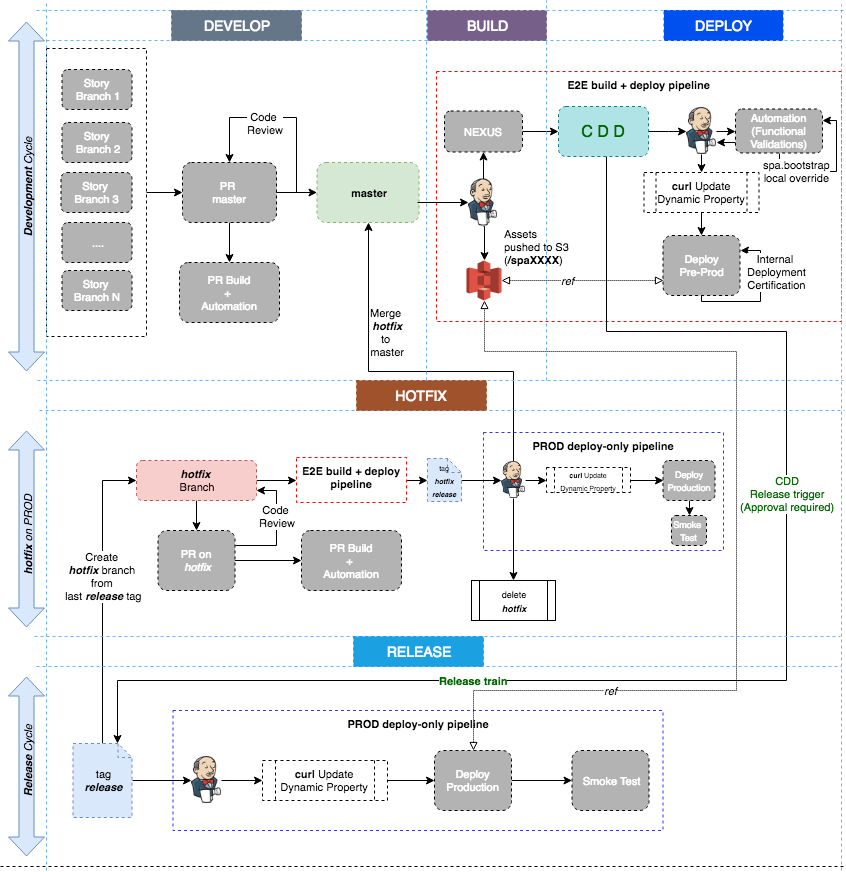 DEVELOP
BUILD
DEPLOY
Development Cycle
Story
Branch 1
Story
Branch 2
Story
Branch 3
....
Story
Branch N
Code
Review
PR
master
PR Build
+
Automation
master
E2E build + deploy pipeline
NEXUS
C D D
Automation
(Functional
Validations)
spa.bootstrap
local override
curl Update
Dynamic Property
Assets
pushed to S3
(/spaXXXX)
ref
Deploy
Pre-Prod
Internal
Deployment
Certification
Merge
hotfix
to
master
HOTFIX
hotfix on PROD
hotfix
Branch
Code
Review
PR on
hotfix
PR Build
+
Automation
E2E build + deploy
pipeline
tag
hotfix
release
PROD deploy-only pipeline
curl Update
Dynamic Property
Deploy
Production
Smoke
Test
delete
hotfix
CDD
Release trigger
(Approval required)
Create
hotfix branch
from
last release tag
RELEASE
Release Cycle
Release train
ref
PROD deploy-only pipeline
tag
release
curl Update
Dynamic Property
Deploy
Production
Smoke Test